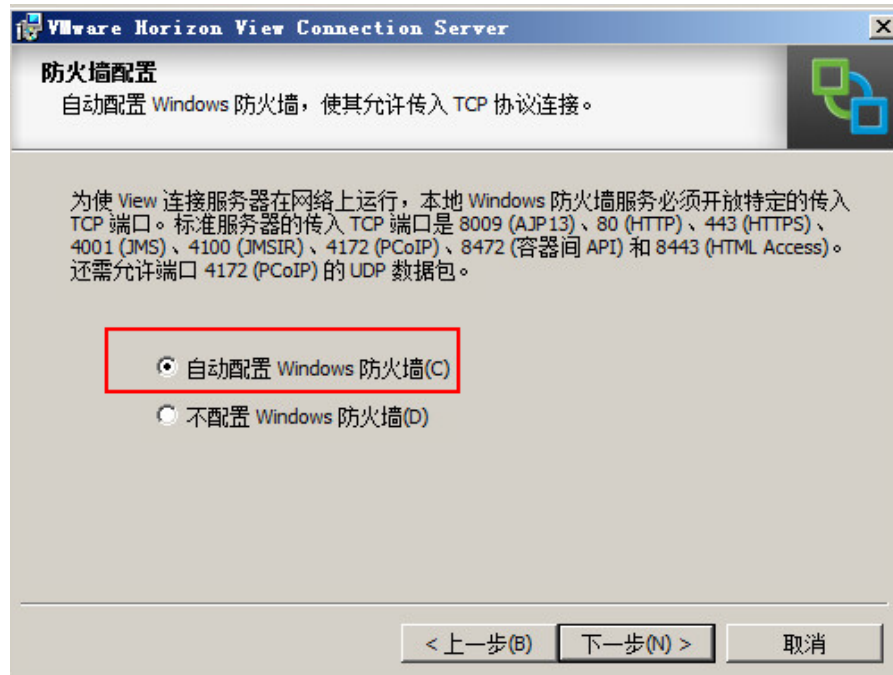 VMware Horizon View Connection Server
防火墙配置
自动配置 Windows 防火墙，使其允许传入 TCP 协议连接。
为使 View 连接服务器在网络上运行，本地 Windows 防火墙服务必须开放特定的传入
TCP 端口。标准服务器的传入 TCP 端口是 8009 (AJP13)、80 (HTTP)、443 (HTTPS)、
4001 (JMS)、4100 (JMSIR)、4172 (PCoIP)、8472 (容器间 API) 和 8443 (HTML Access)。
还需允许端口 4172 (PCoIP) 的 UDP 数据包。
自动配置 Windows 防火墙(C)
不配置 Windows 防火墙(D)
< 上一步(B) 下一步(N) > 取消